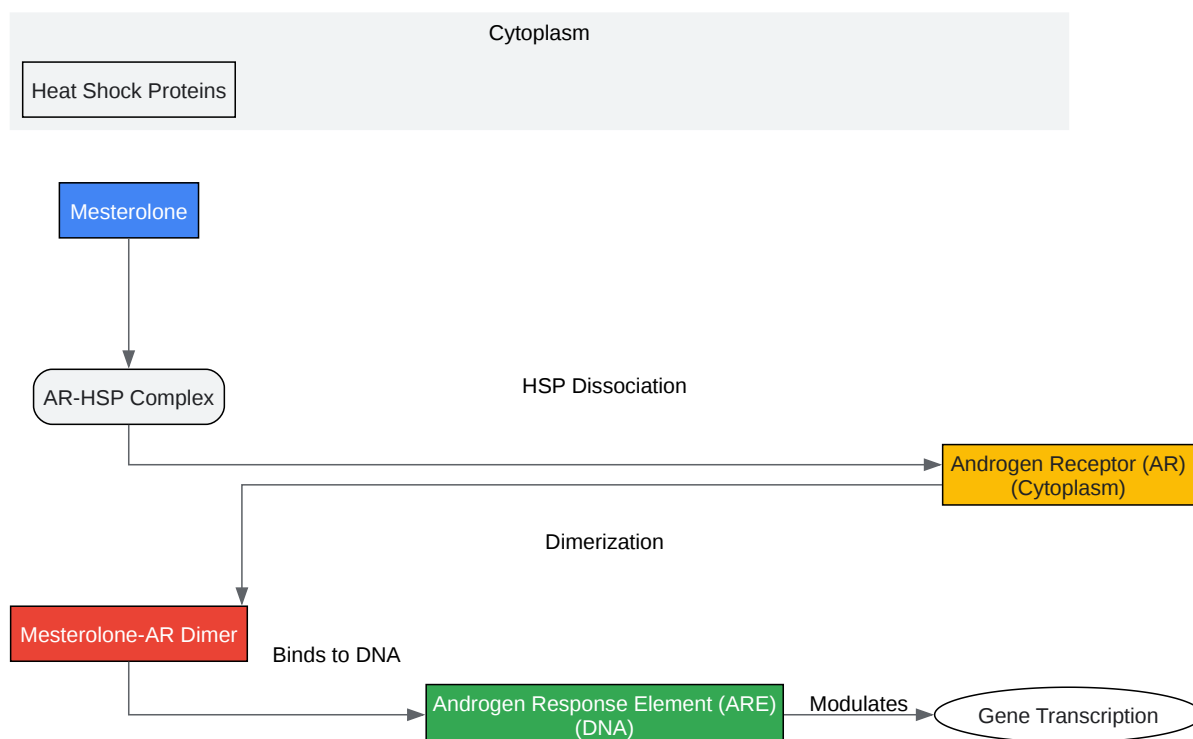 Cytoplasm
Heat Shock Proteins
Mesterolone
AR-HSP Complex
HSP Dissociation
Androgen Receptor (AR)
(Cytoplasm)
Dimerization
Mesterolone-AR Dimer
Binds to DNA
Androgen Response Element (ARE)
(DNA)
Modulates
Gene Transcription